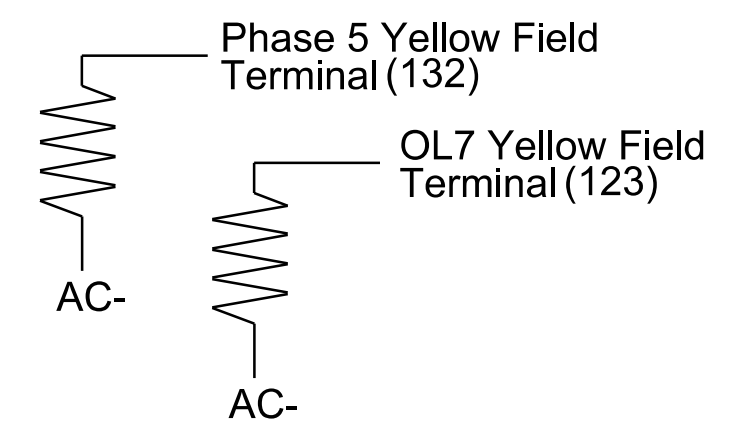 Phase 5 Yellow Field
Terminal (132)
OL7 Yellow Field
Terminal (123)
AC-
AC-